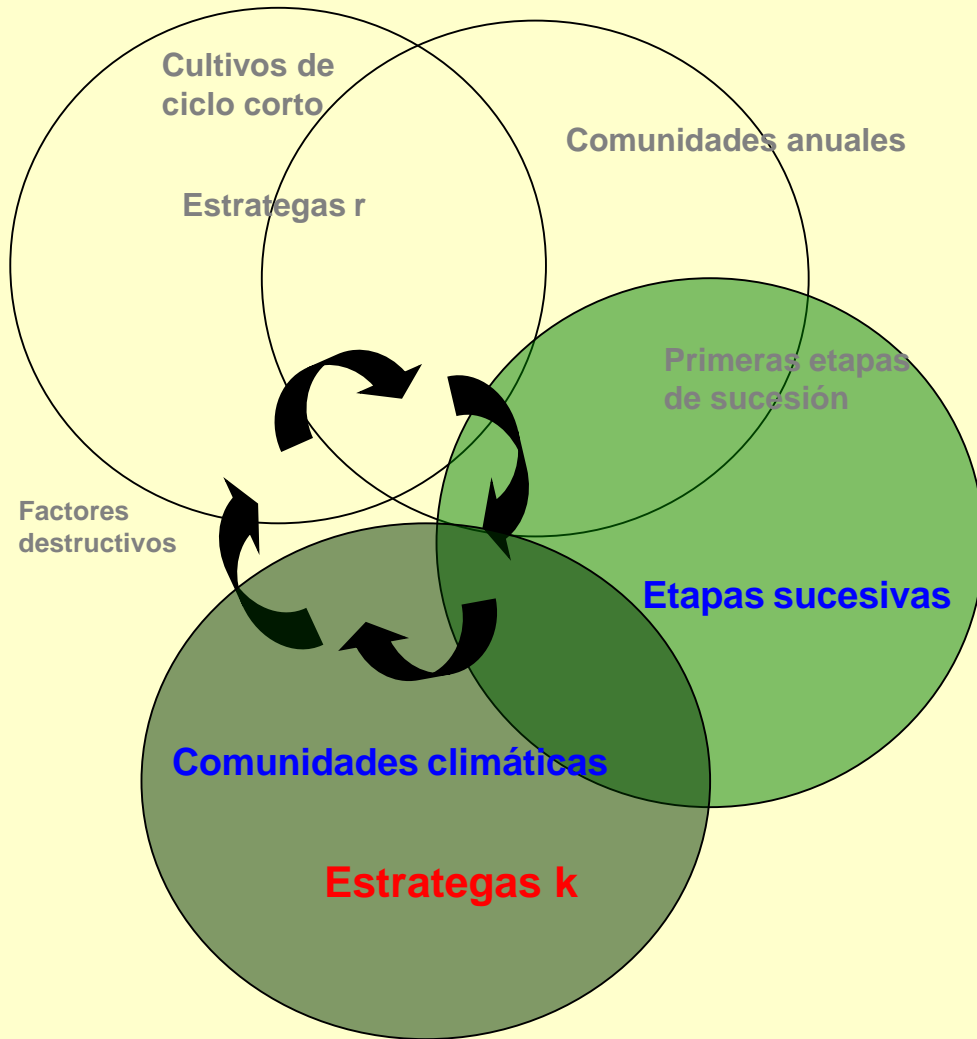 Cultivos de
ciclo corto
Comunidades anuales
Estrategas r
Primeras etapas
de sucesión
Factores
destructivos
Etapas sucesivas
Comunidades climáticas
Estrategas k